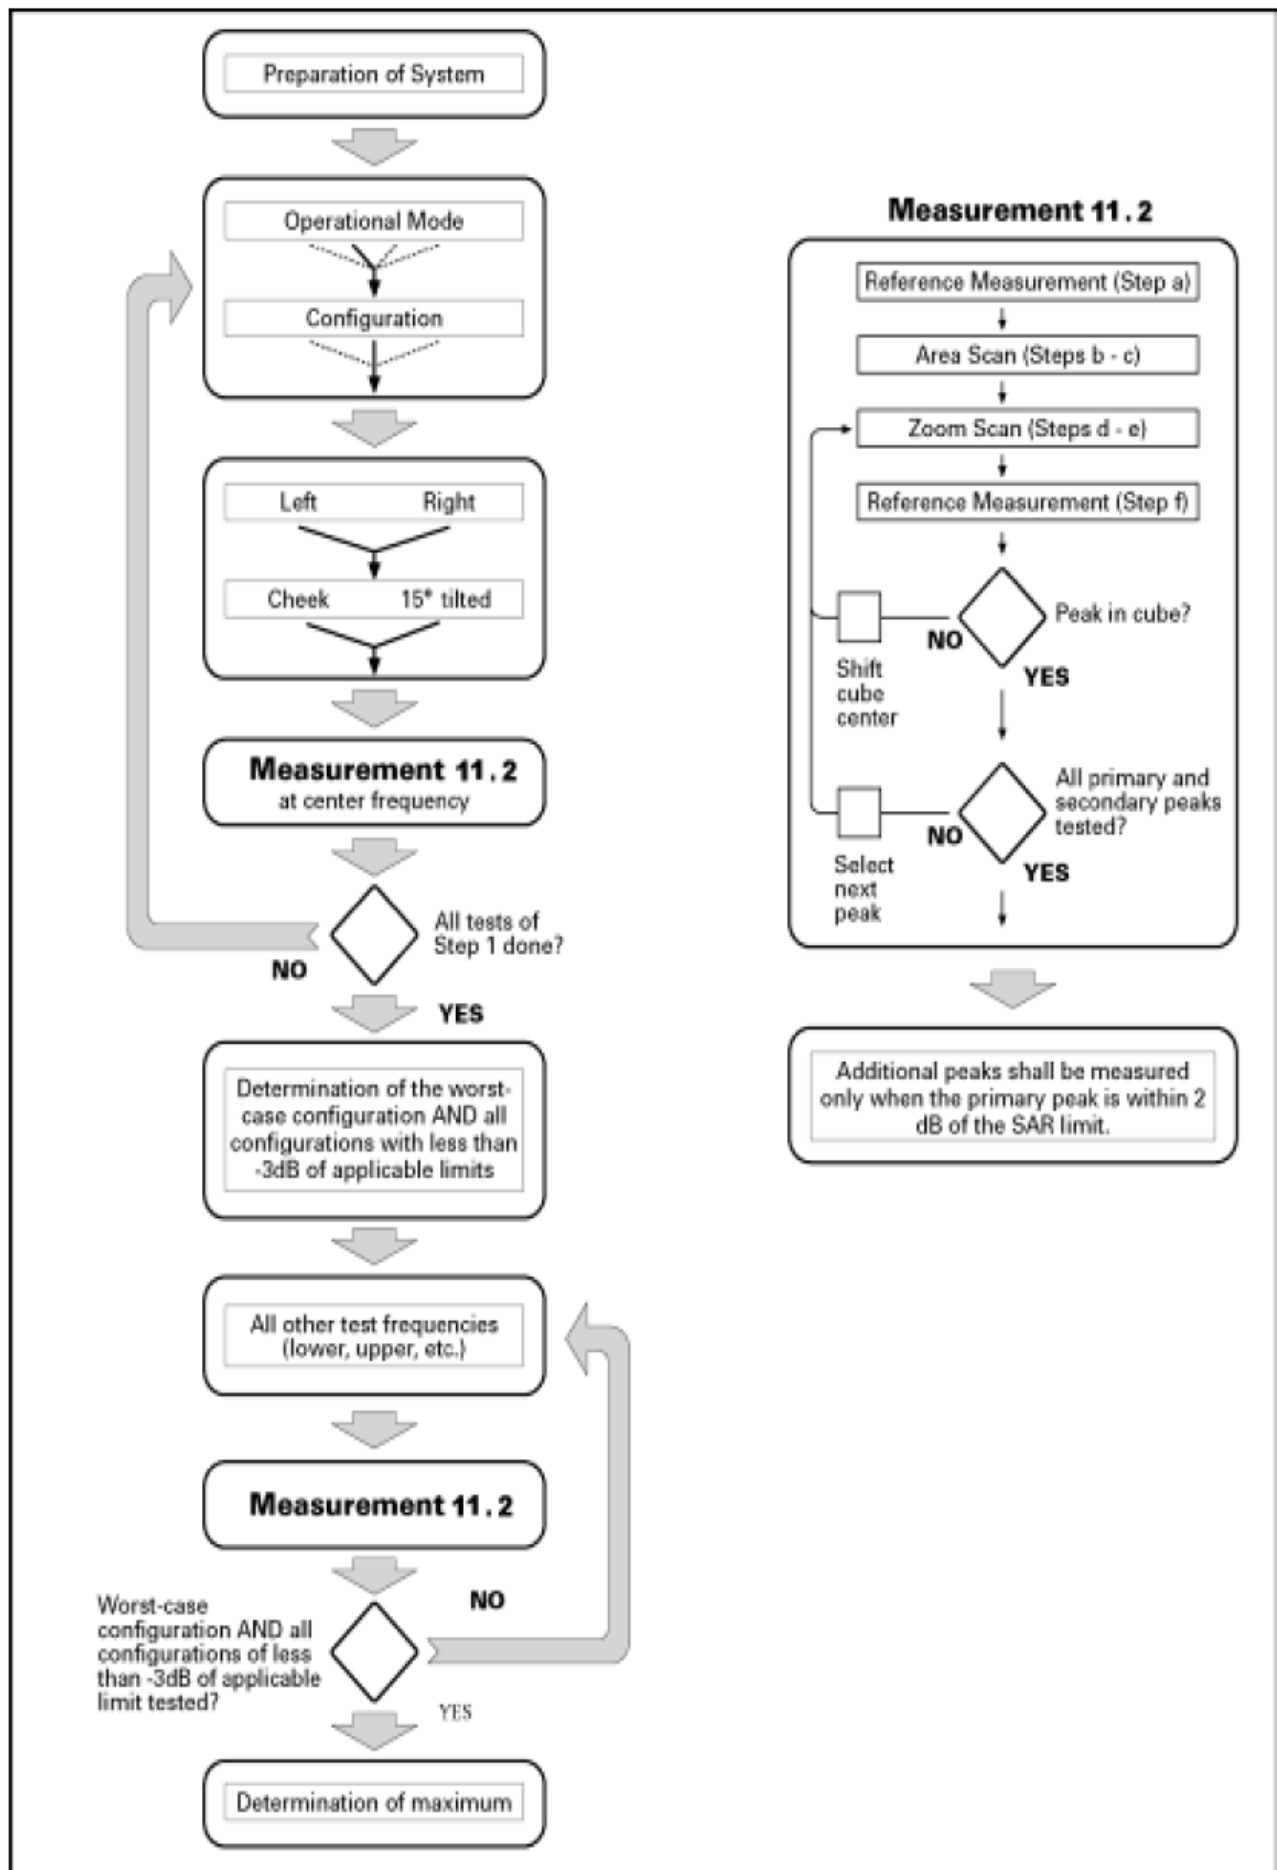 Preparation of System
Operational Mode
Configuration
Left Right
Cheek 15° tilted
Measurement 11.2
at center frequency
All tests of
Step 1 done?
NO
YES
Determination of the worst-
case configuration AND all
configurations with less than
-3dB of applicable limits
All other test frequencies
(lower, upper, etc.)
Measurement 11.2
NO
Worst-case
configuration AND all
configurations of less
than -3dB of applicable
limit tested?
YES
Determination of maximum
Measurement 11.2
Reference Measurement (Step a)
Area Scan (Steps b - c)
Zoom Scan (Steps d - e)
Reference Measurement (Step f)
Peak in cube?
NO
YES
Shift
cube
center
All primary and
secondary peaks
tested?
NO
YES
Select
next
peak
Additional peaks shall be measured
only when the primary peak is within 2
dB of the SAR limit.